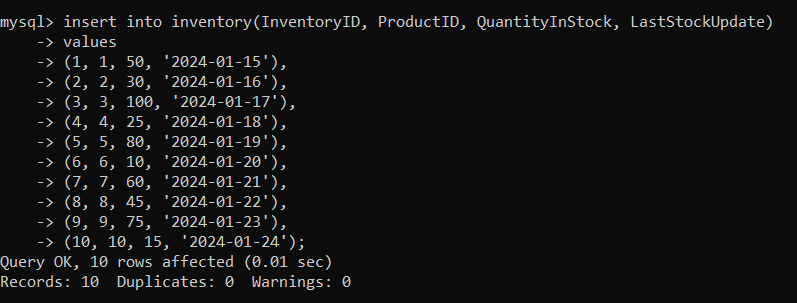 mysql> insert into inventory(InventoryID, ProductID, QuantityInStock, LastStockUpdate)
    -> values
    -> (1, 1, 50, '2024-01-15'),
    -> (2, 2, 30, '2024-01-16'),
    -> (3, 3, 100, '2024-01-17'),
    -> (4, 4, 25, '2024-01-18'),
    -> (5, 5, 80, '2024-01-19'),
    -> (6, 6, 10, '2024-01-20'),
    -> (7, 7, 60, '2024-01-21'),
    -> (8, 8, 45, '2024-01-22'),
    -> (9, 9, 75, '2024-01-23'),
    -> (10, 10, 15, '2024-01-24');
Query OK, 10 rows affected (0.01 sec)
Records: 10  Duplicates: 0  Warnings: 0